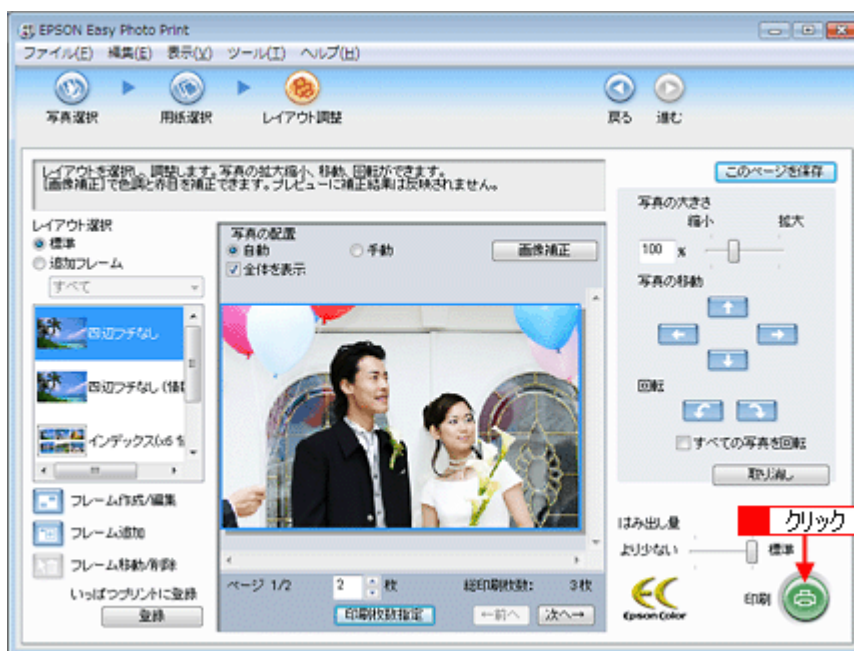 EPSON Easy Photo Print
ファイル(F) 編集(E) 表示(V) ツール(T) ヘルプ(H)
写真選択 用紙選択 レイアウト調整 戻る 進む
レイアウトを選択し、調整します。写真の拡大縮小、移動、回転ができます。
[画像補正]で色調と赤目を補正できます。プレビューに補正結果は反映されません。
このページを保存
レイアウト選択
標準
追加フレーム
すべて
四辺フチなし
四辺フチなし (情報
インデックス(x6 情
フレーム作成/編集
フレーム追加
フレーム移動/削除
いっぱつプリントに登録
登録
写真の配置
自動 手動 画像補正
全体を表示
ページ 1/2 2 枚 総印刷枚数: 3枚
印刷枚数指定 ←前へ 次へ→
写真の大きさ
縮小 拡大
100 %
写真の移動
回転
すべての写真を回転
取り消し
はみ出し量
クリック
より少ない 標準
Epson Color
印刷